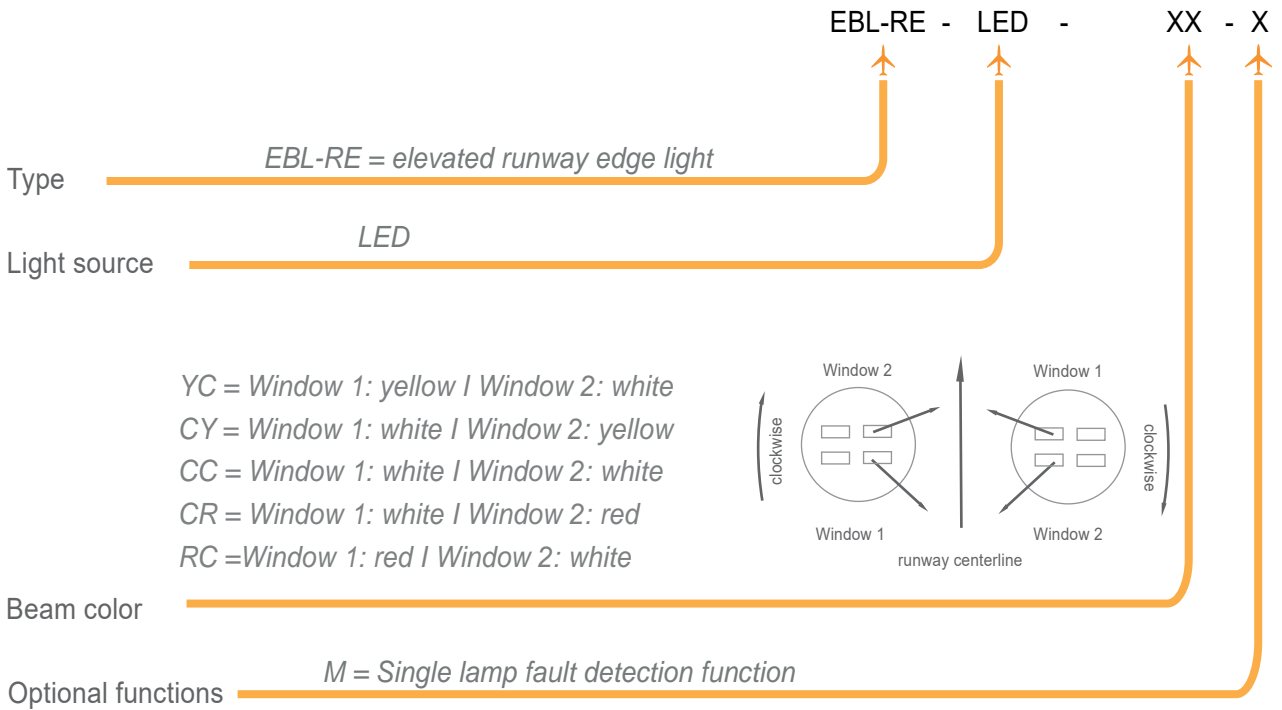 EBL-RE - LED - XX - X
EBL-RE = elevated runway edge light
Type
LED
Light source
YC = Window 1: yellow I Window 2: white
CY = Window 1: white I Window 2: yellow
CC = Window 1: white I Window 2: white
CR = Window 1: white I Window 2: red
RC =Window 1: red I Window 2: white
Window 2
Window 1
clockwise
clockwise
Window 1
Window 2
runway centerline
Beam color
M = Single lamp fault detection function
Optional functions